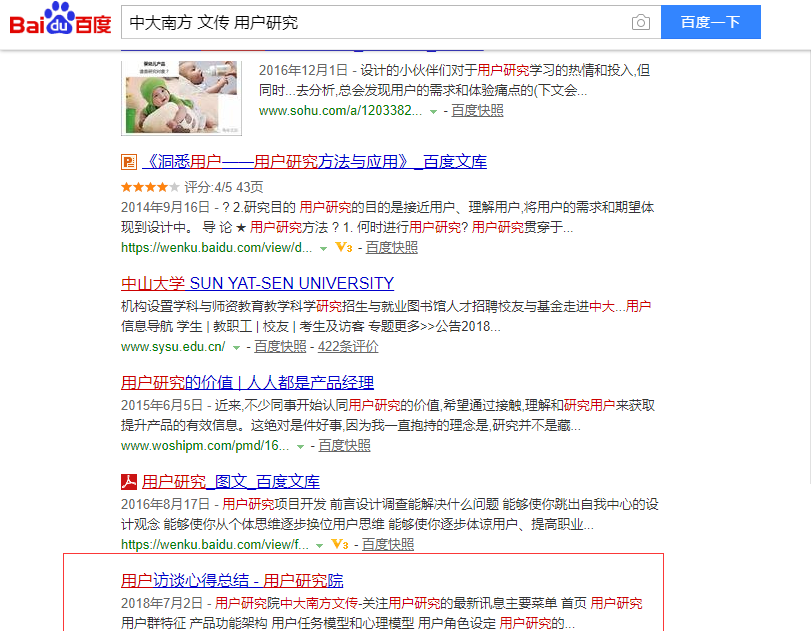 Bai du 百度
中大南方 文传 用户研究
百度一下
2016年12月1日 - 设计的小伙伴们对于用户研究学习的热情和投入,但
同时...去分析,总会发现用户的需求和体验痛点的(下文会...
www.sohu.com/a/1203382... - 百度快照
《洞悉用户——用户研究方法与应用》_百度文库
评分:4/5 43页
2014年9月16日 - ? 2.研究目的 用户研究的目的是接近用户、理解用户,将用户的需求和期望体
现到设计中。 导 论 ★ 用户研究方法 ? 1. 何时进行用户研究? 用户研究贯穿于...
https://wenku.baidu.com/view/d... V3 - 百度快照
中山大学 SUN YAT-SEN UNIVERSITY
机构设置学科与师资教育教学科学研究招生与就业图书馆人才招聘校友与基金走进中大...用户
信息导航 学生 | 教职工 | 校友 | 考生及访客 专题更多>>公告2018...
www.sysu.edu.cn/ - 百度快照 - 422条评价
用户研究的价值 | 人人都是产品经理
2015年6月5日 - 近来,不少同事开始认同用户研究的价值,希望通过接触,理解和研究用户来获取
提升产品的有效信息。这绝对是件好事,因为我一直抱持的理念是,研究并不是藏...
www.woshipm.com/pmd/16... - 百度快照
用户研究_图文_百度文库
2016年8月17日 - 用户研究项目开发 前言设计调查能解决什么问题 能够使你跳出自我中心的设
计观念 能够使你从个体思维逐步换位用户思维 能够使你逐步体谅用户、提高职业...
https://wenku.baidu.com/view/f... V3 - 百度快照
用户访谈心得总结 - 用户研究院
2018年7月2日 - 用户研究院中大南方文传-关注用户研究的最新讯息主要菜单 首页 用户研究
用户群特征 产品功能架构 用户任务模型和心理模型 用户角色设定 用户研究的...